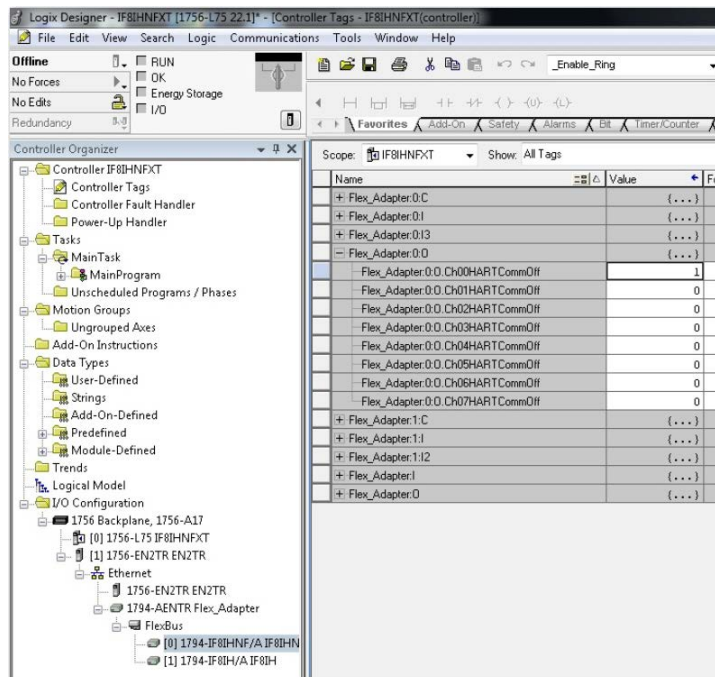 Logix Designer - IF8IHNFXT [1756-L75 22.1]* - [Controller Tags - IF8IHNFXT(controller)]
File Edit View Search Logic Communications Tools Window Help
Offline
RUN
No Forces
OK
No Edits
Energy Storage
Redundancy
I/O
_Enable_Ring
Favorites Add-On Safety Alarms Bit Timer/Counter
Controller Organizer
Controller IF8IHNFXT
Controller Tags
Controller Fault Handler
Power-Up Handler
Tasks
MainTask
MainProgram
Unscheduled Programs / Phases
Motion Groups
Ungrouped Axes
Add-On Instructions
Data Types
User-Defined
Strings
Add-On-Defined
Predefined
Module-Defined
Trends
Logical Model
I/O Configuration
1756 Backplane, 1756-A17
[0] 1756-L75 IF8IHNFXT
[1] 1756-EN2TR EN2TR
Ethernet
1756-EN2TR EN2TR
1794-AENTR Flex_Adapter
FlexBus
[0] 1794-IF8IHNF/A IF8IHN
[1] 1794-IF8IH/A IF8IH
Scope: IF8IHNFXT Show: All Tags
Name Value
Flex_Adapter:0:C {...}
Flex_Adapter:0:I {...}
Flex_Adapter:0:I3 {...}
Flex_Adapter:0:O {...}
Flex_Adapter:0:O.Ch00HARTCommOff 1
Flex_Adapter:0:O.Ch01HARTCommOff 0
Flex_Adapter:0:O.Ch02HARTCommOff 0
Flex_Adapter:0:O.Ch03HARTCommOff 0
Flex_Adapter:0:O.Ch04HARTCommOff 0
Flex_Adapter:0:O.Ch05HARTCommOff 0
Flex_Adapter:0:O.Ch06HARTCommOff 0
Flex_Adapter:0:O.Ch07HARTCommOff 0
Flex_Adapter:1:C {...}
Flex_Adapter:1:I {...}
Flex_Adapter:1:I2 {...}
Flex_Adapter:I {...}
Flex_Adapter:O {...}